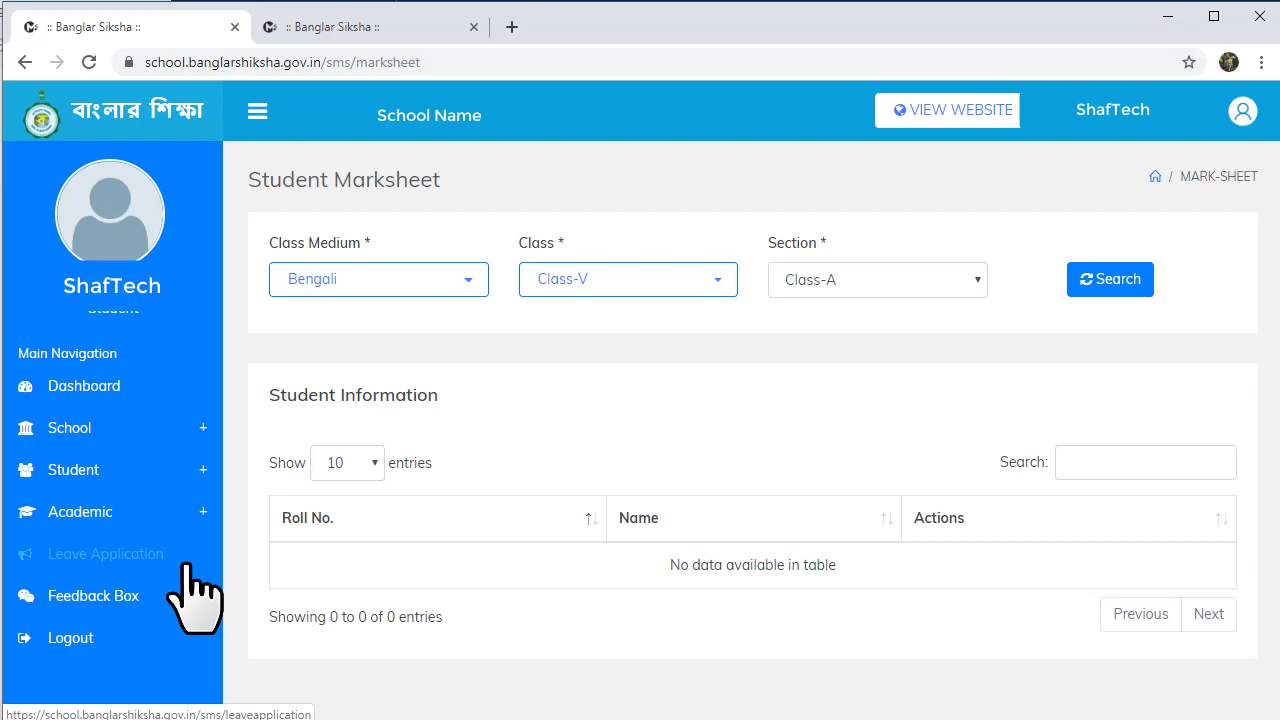 :: Banglar Siksha ::
:: Banglar Siksha ::
school.banglarshiksha.gov.in/sms/marksheet
বাংলার শিক্ষা
School Name
VIEW WEBSITE
ShafTech
ShafTech
Student
Main Navigation
Dashboard
School +
Student +
Academic +
Leave Application
Feedback Box
Logout
Student Marksheet
/ MARK-SHEET
Class Medium *
Class *
Section *
Bengali
Class-V
Class-A
Search
Student Information
Show 10 entries
Search:
Roll No.
Name
Actions
No data available in table
Showing 0 to 0 of 0 entries
Previous
Next
https://school.banglarshiksha.gov.in/sms/leaveapplication